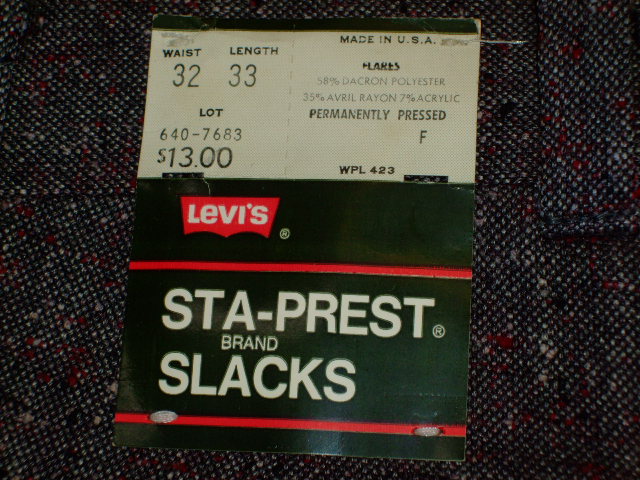 MADE IN U.S.A.
WAIST LENGTH
32 33
FLARES
58% DACRON POLYESTER
35% AVRIL RAYON 7% ACRYLIC
PERMANENTLY PRESSED
LOT
640-7683
F
$13.00
WPL 423
LEVI'S ®
STA-PREST®
BRAND
SLACKS